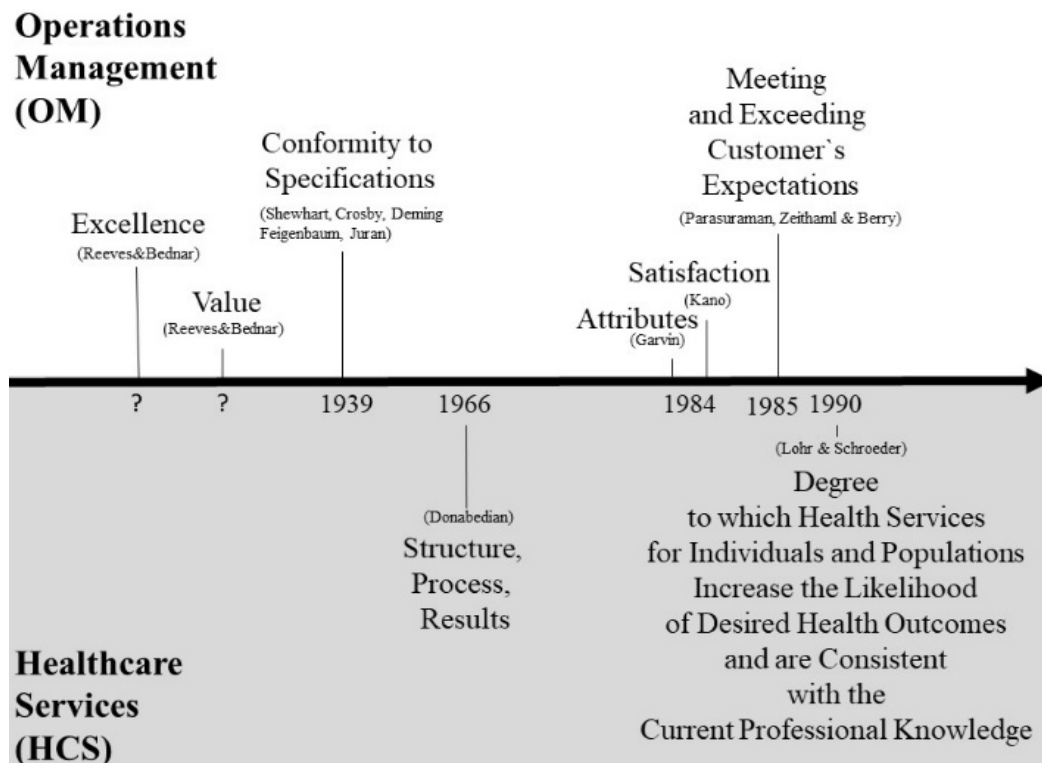 Operations
Management
(OM)
Excellence
(Reeves&Bednar)
Value
(Reeves&Bednar)
Conformity to
Specifications
(Shewhart, Crosby, Deming
Feigenbaum, Juran)
Attributes
(Garvin)
Satisfaction
(Kano)
Meeting
and Exceeding
Customer`s
Expectations
(Parasuraman, Zeithaml & Berry)
? ? 1939 1966 1984 1985 1990
(Donabedian)
Structure,
Process,
Results
(Lohr & Schroeder)
Degree
to which Health Services
for Individuals and Populations
Increase the Likelihood
of Desired Health Outcomes
and are Consistent
with the
Current Professional Knowledge
Healthcare
Services
(HCS)